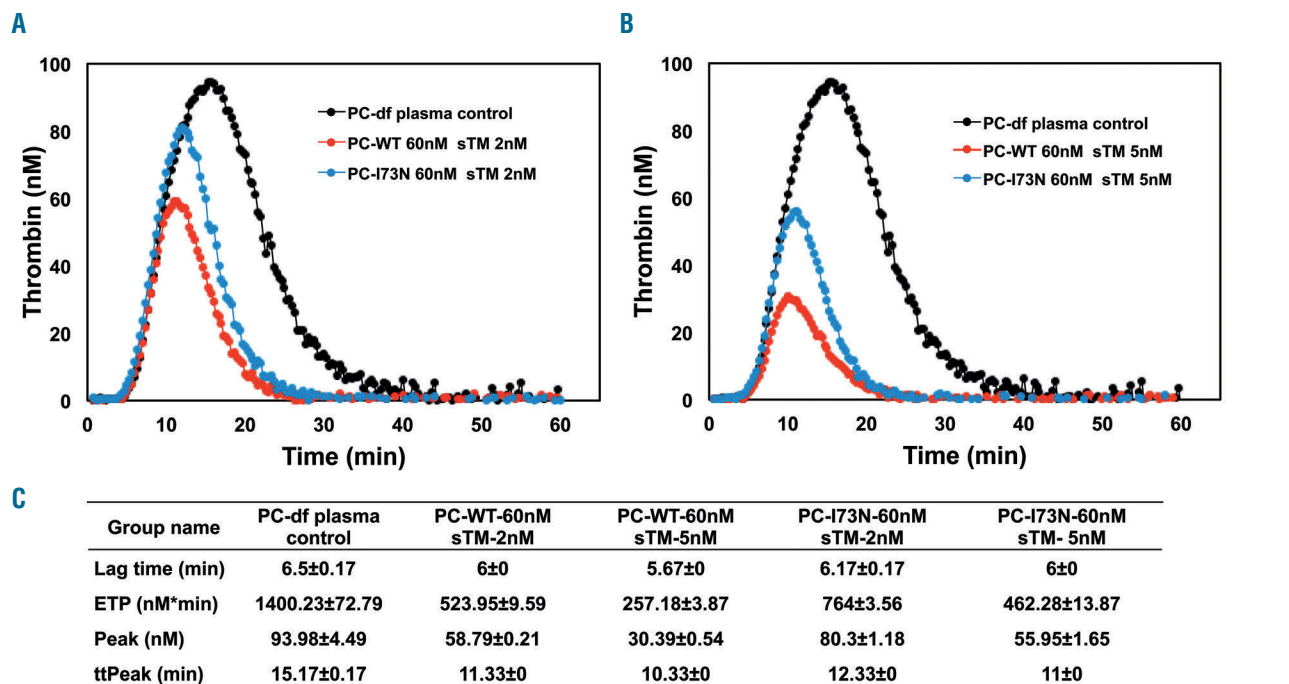 A
Thrombin (nM)
100
80
60
40
20
0
PC-df plasma control
PC-WT 60nM sTM 2nM
PC-I73N 60nM sTM 2nM
0 10 20 30 40 50 60
Time (min)
B
Thrombin (nM)
100
80
60
40
20
0
PC-df plasma control
PC-WT 60nM sTM 5nM
PC-I73N 60nM sTM 5nM
0 10 20 30 40 50 60
Time (min)
C
Group name PC-df plasma control PC-WT-60nM sTM-2nM PC-WT-60nM sTM-5nM PC-I73N-60nM sTM-2nM PC-I73N-60nM sTM- 5nM
Lag time (min) 6.5±0.17 6±0 5.67±0 6.17±0.17 6±0
ETP (nM*min) 1400.23±72.79 523.95±9.59 257.18±3.87 764±3.56 462.28±13.87
Peak (nM) 93.98±4.49 58.79±0.21 30.39±0.54 80.3±1.18 55.95±1.65
ttPeak (min) 15.17±0.17 11.33±0 10.33±0 12.33±0 11±0